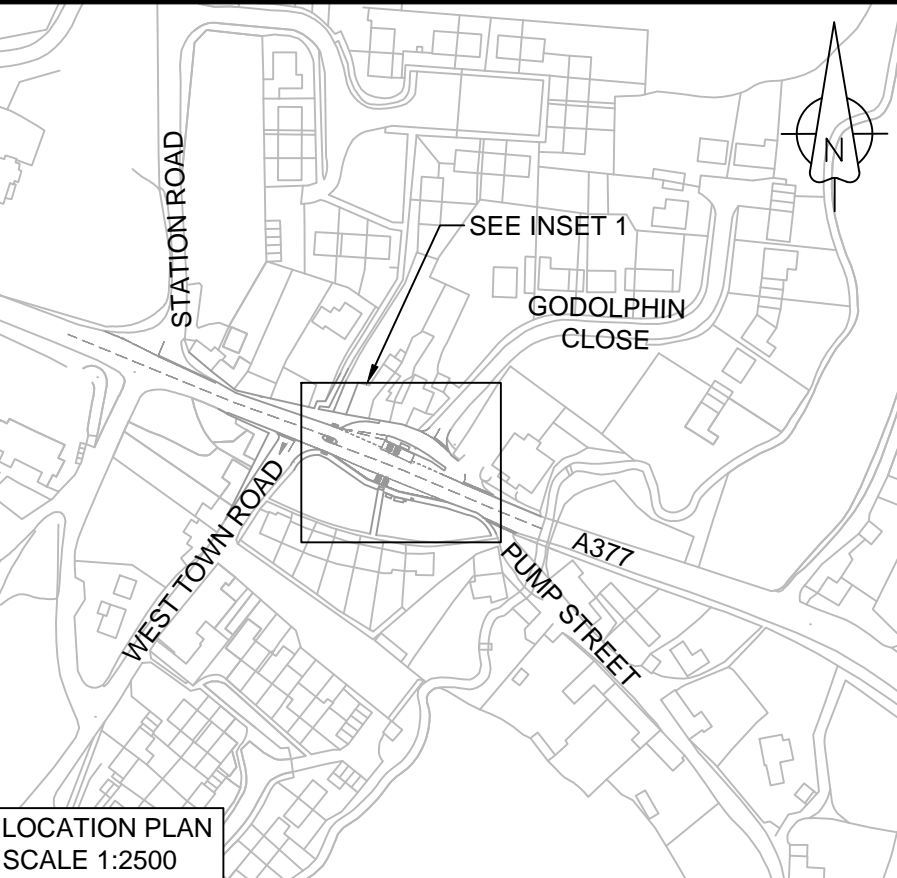 N
STATION ROAD
SEE INSET 1
GODOLPHIN
CLOSE
WEST TOWN ROAD
A377
PUMP STREET
LOCATION PLAN
SCALE 1:2500